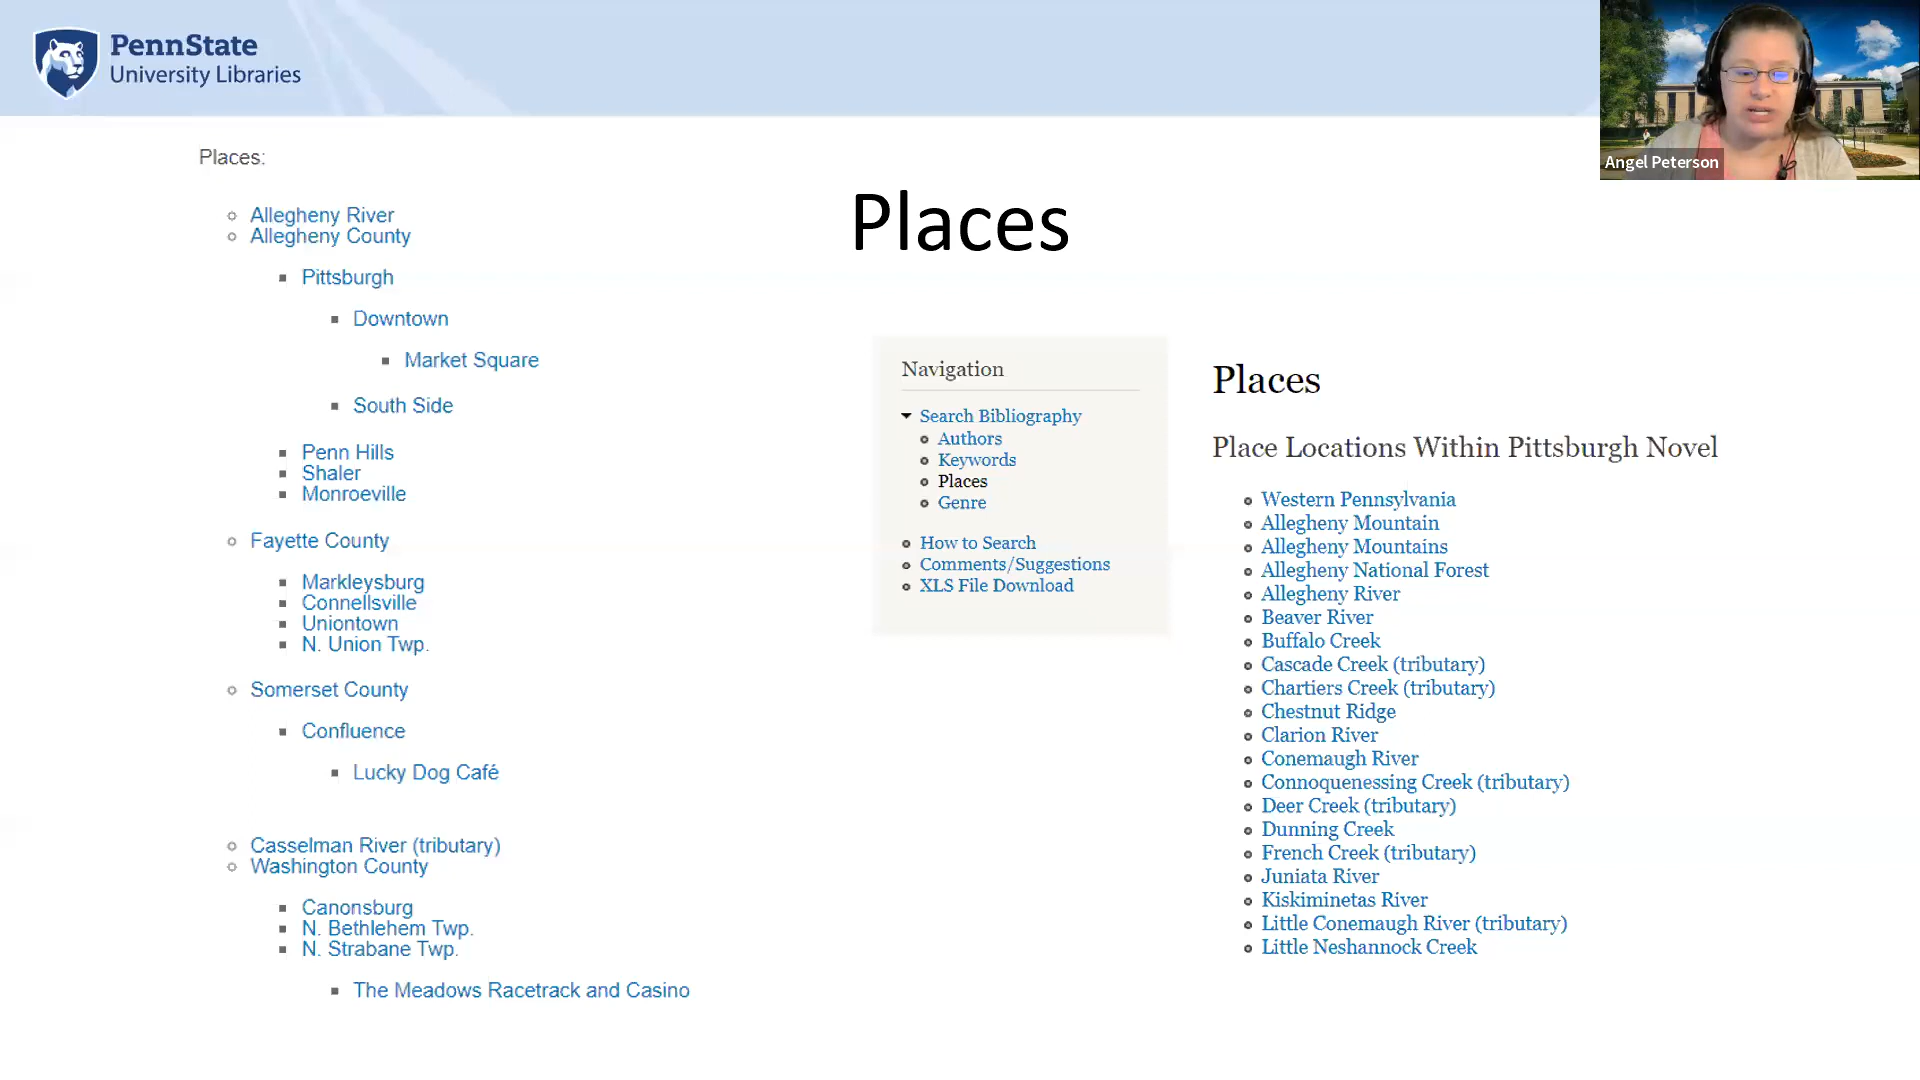 PennState
University Libraries
Angel Peterson
Places:
Allegheny River
Allegheny County
Pittsburgh
Downtown
Market Square
South Side
Penn Hills
Shaler
Monroeville
Fayette County
Markleysburg
Connellsville
Uniontown
N. Union Twp.
Somerset County
Confluence
Lucky Dog Café
Casselman River (tributary)
Washington County
Canonsburg
N. Bethlehem Twp.
N. Strabane Twp.
The Meadows Racetrack and Casino
Places
Navigation
Search Bibliography
Authors
Keywords
Places
Genre
How to Search
Comments/Suggestions
XLS File Download
Places
Place Locations Within Pittsburgh Novel
Western Pennsylvania
Allegheny Mountain
Allegheny Mountains
Allegheny National Forest
Allegheny River
Beaver River
Buffalo Creek
Cascade Creek (tributary)
Chartiers Creek (tributary)
Chestnut Ridge
Clarion River
Conemaugh River
Connoquenessing Creek (tributary)
Deer Creek (tributary)
Dunning Creek
French Creek (tributary)
Juniata River
Kiskiminetas River
Little Conemaugh River (tributary)
Little Neshannock Creek